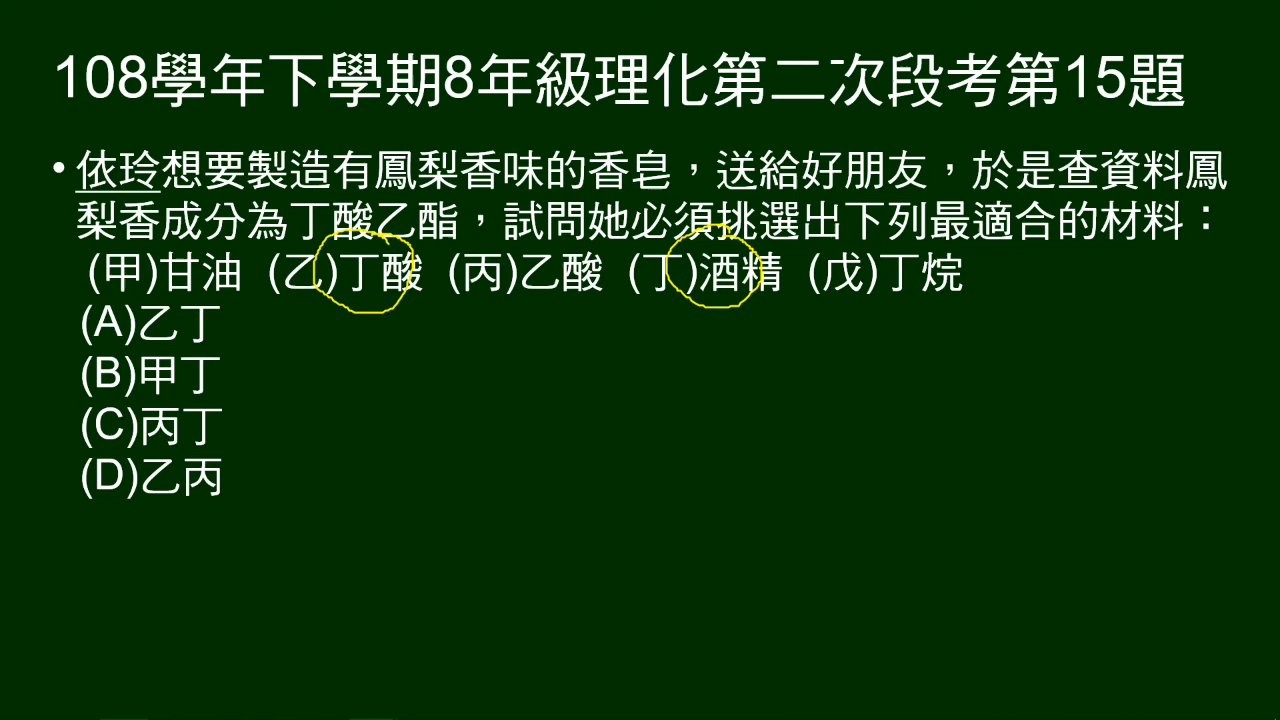 108學年下學期8年級理化第二次段考第15題
•依玲想要製造有鳳梨香味的香皂，送給好朋友，於是查資料鳳
梨香成分為丁酸乙酯，試問她必須挑選出下列最適合的材料：
(甲)甘油 (乙)丁酸 (丙)乙酸 (丁)酒精 (戊)丁烷
(A)乙丁
(B)甲丁
(C)丙丁
(D)乙丙